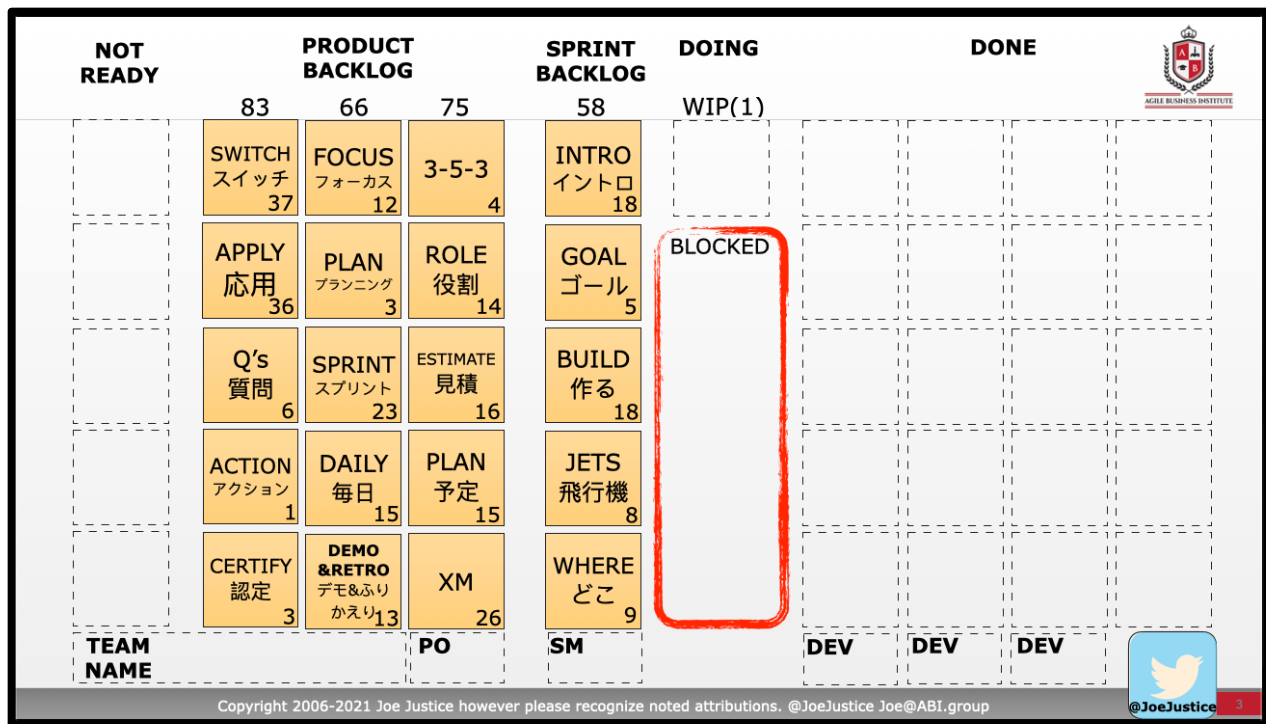 NOT
READY
PRODUCT
BACKLOG
SPRINT
BACKLOG
DOING
DONE
A
B
AGILE BUSINESS INSTITUTE
83
66
75
58
WIP(1)
SWITCH
スイッチ
37
FOCUS
フォーカス
12
3-5-3
4
INTRO
イントロ
18
APPLY
応用
36
PLAN
プランニング
3
ROLE
役割
14
GOAL
ゴール
5
BLOCKED
Q's
質問
6
SPRINT
スプリント
23
ESTIMATE
見積
16
BUILD
作る
18
ACTION
アクション
1
DAILY
毎日
15
PLAN
予定
15
JETS
飛行機
8
CERTIFY
認定
3
DEMO
&RETRO
デモ&ふり
かえり
13
XM
26
WHERE
どこ
9
TEAM
NAME
PO
SM
DEV
DEV
DEV
@JoeJustice
Copyright 2006-2021 Joe Justice however please recognize noted attributions. @JoeJustice Joe@ABI.group
3